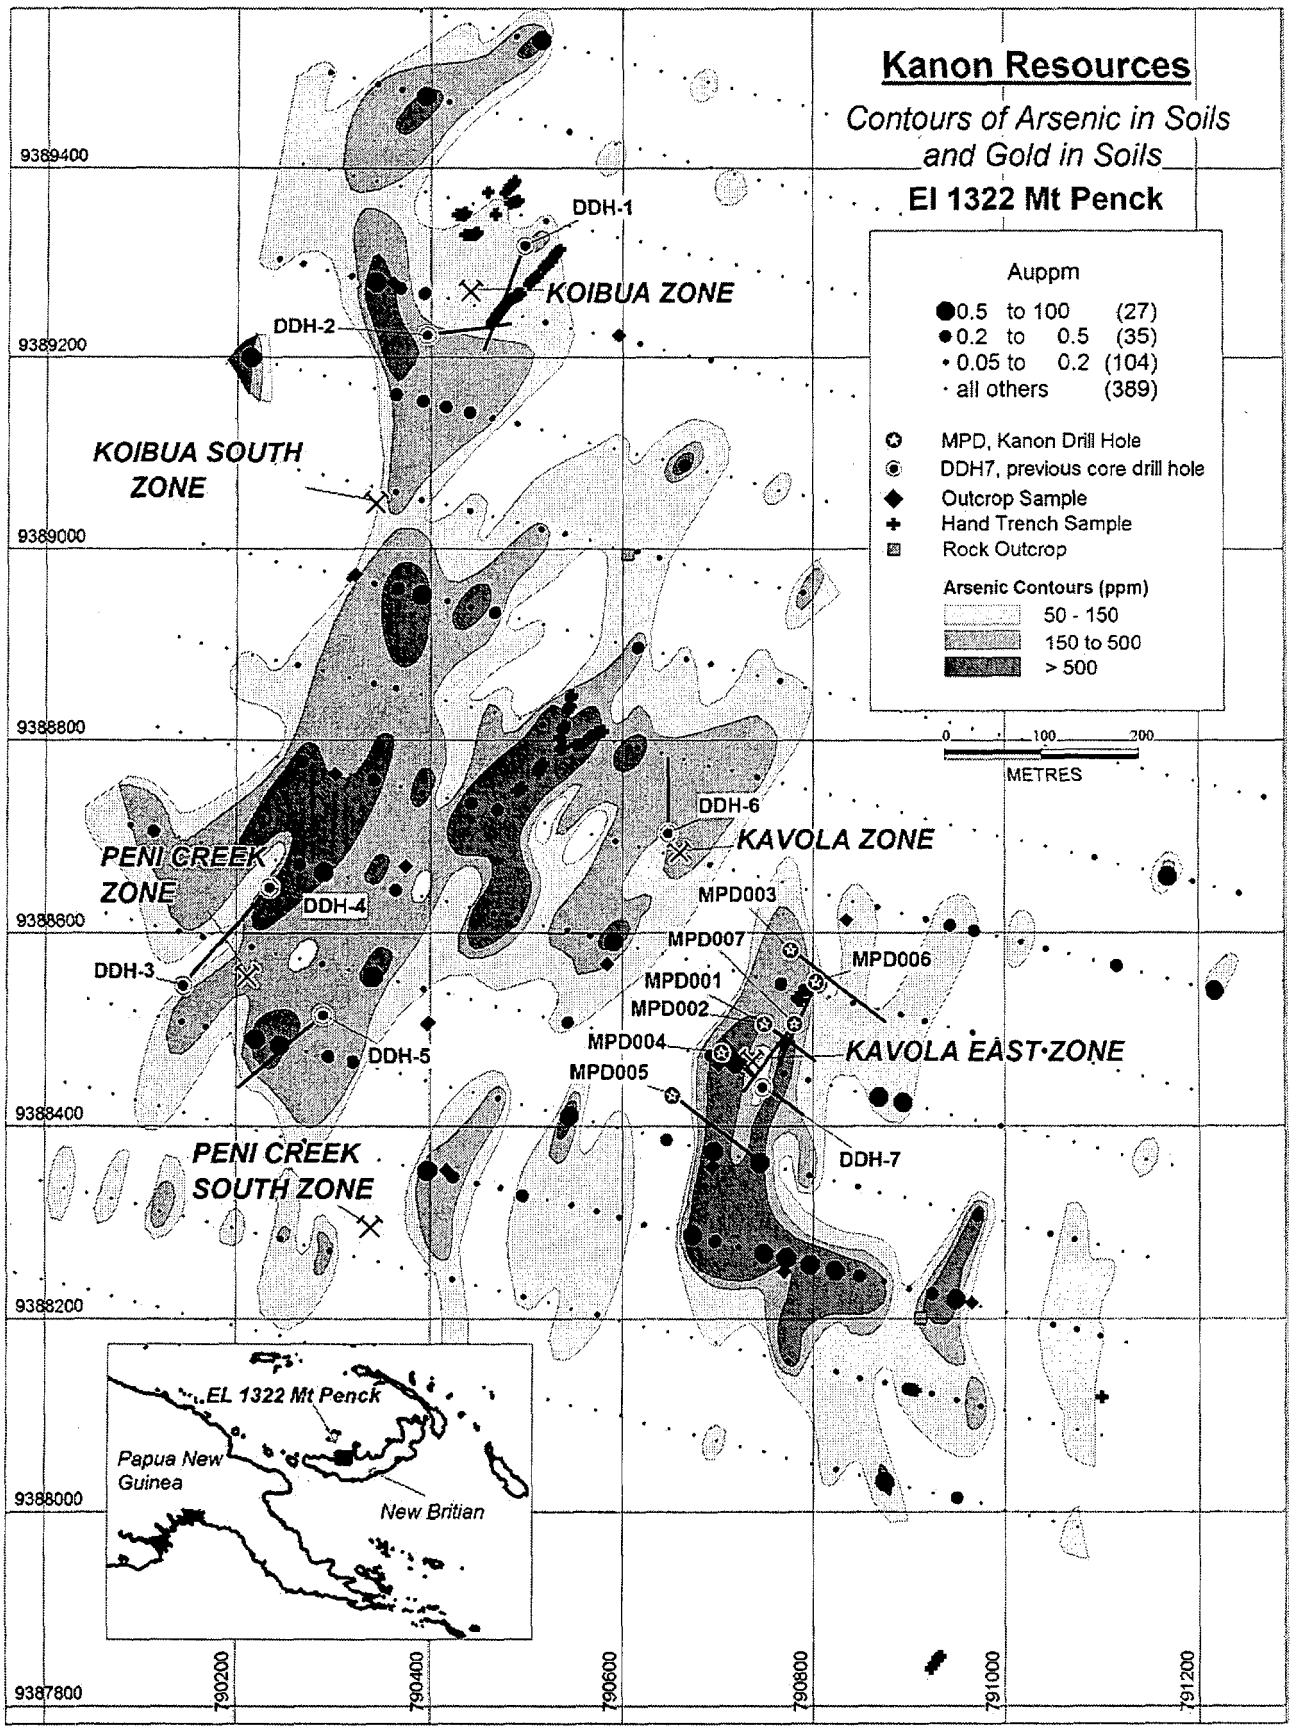 Kanon Resources
Contours of Arsenic in Soils
and Gold in Soils
El 1322 Mt Penck
Auppm
0.5 to 100 (27)
0.2 to 0.5 (35)
0.05 to 0.2 (104)
all others (389)
MPD, Kanon Drill Hole
DDH7, previous core drill hole
Outcrop Sample
Hand Trench Sample
Rock Outcrop
Arsenic Contours (ppm)
50 - 150
150 to 500
> 500
0 100 200
METRES
9389400
DDH-1
KOIBUA ZONE
DDH-2
9389200
KOIBUA SOUTH
ZONE
9389000
9388800
DDH-6
KAVOLA ZONE
PENI CREEK
ZONE
DDH-4
MPD003
9388600
MPD007
DDH-3
MPD006
MPD001
MPD002
MPD004
KAVOLA EAST ZONE
DDH-5
MPD005
9388400
PENI CREEK
SOUTH ZONE
DDH-7
9388200
EL 1322 Mt Penck
Papua New
Guinea
New Britian
9388000
9387800
790200
790400
790600
790800
791000
791200